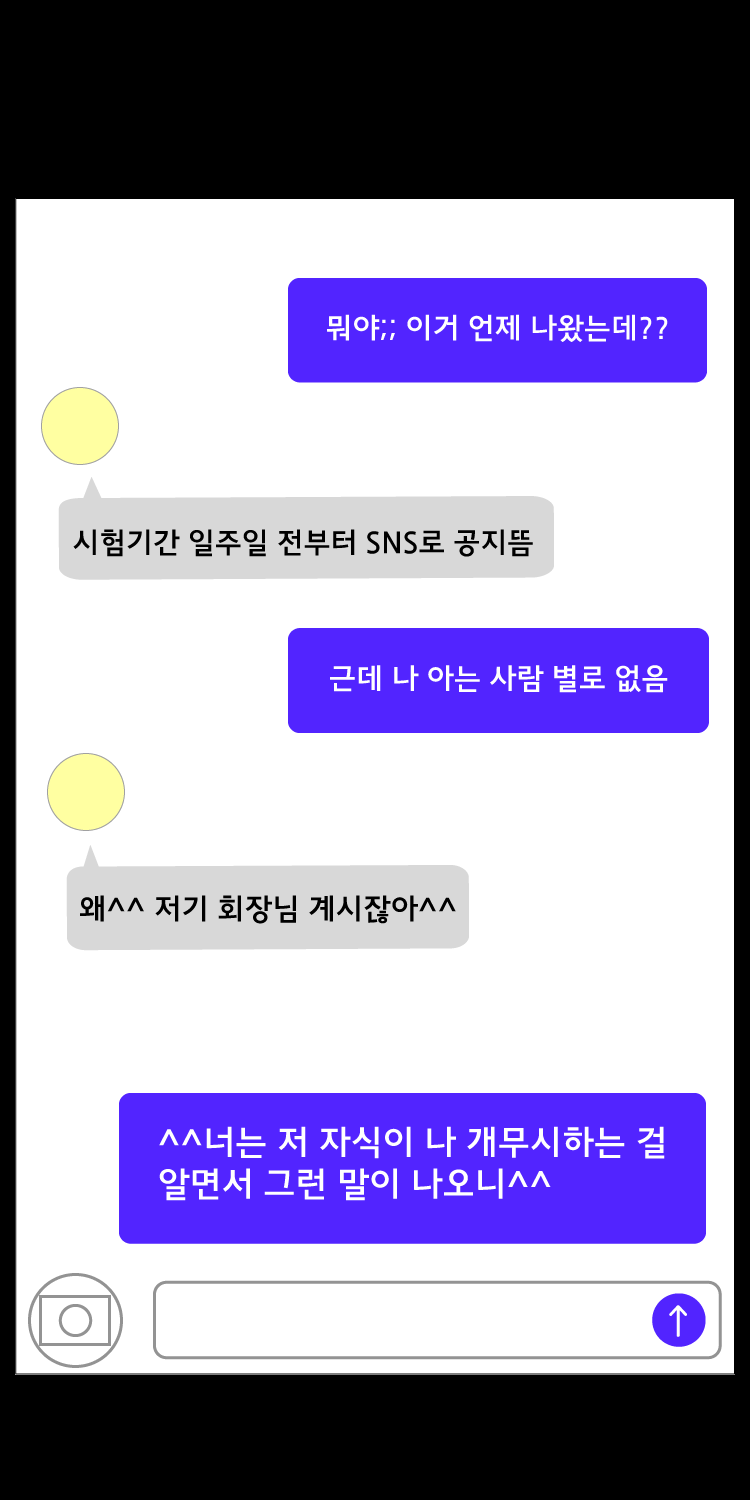 뭐야;; 이거 언제 나왔는데??
시험기간 일주일 전부터 SNS로 공지뜸
근데 나 아는 사람 별로 없음
왜^^ 저기 회장님 계시잖아^^
^^너는 저 자식이 나 개무시하는 걸
알면서 그런 말이 나오니^^